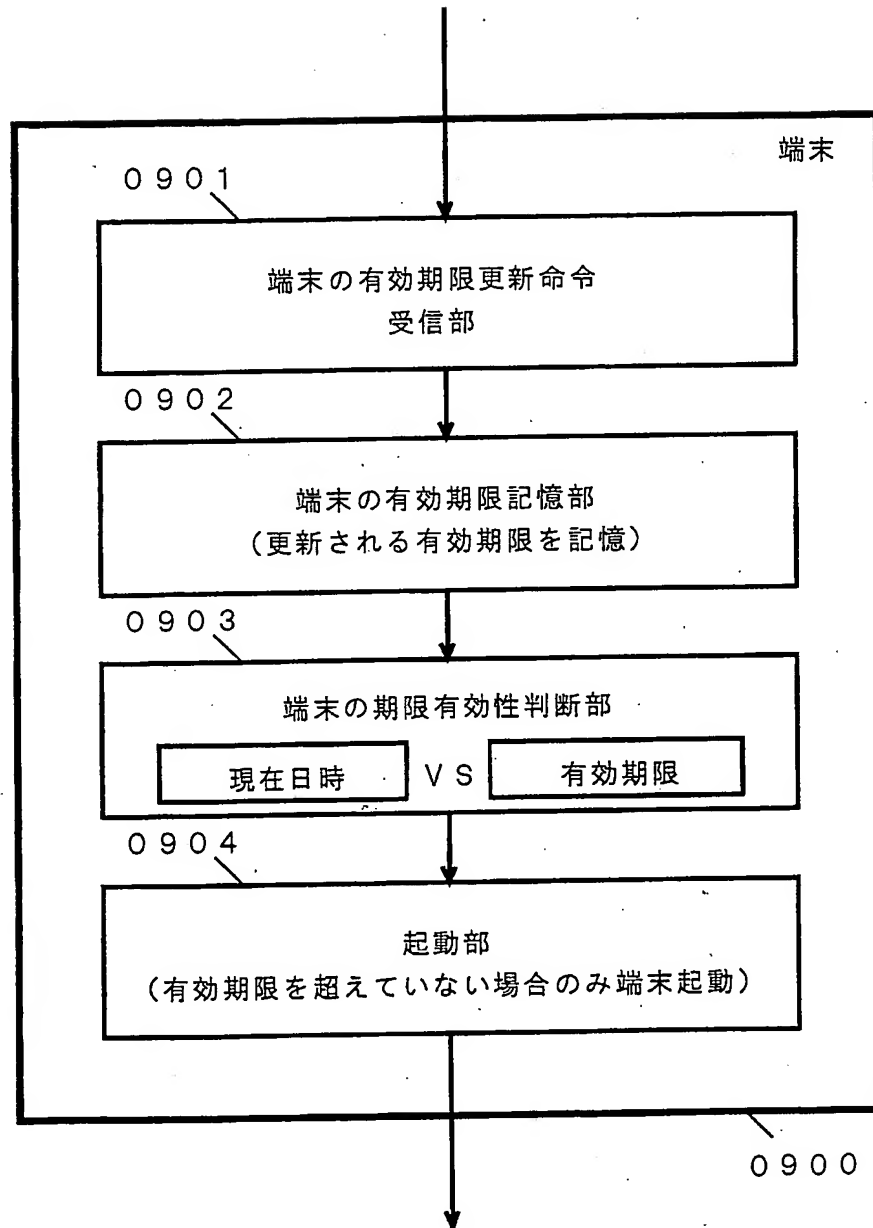 端末
0901
端末の有効期限更新命令
受信部
0902
端末の有効期限記憶部
(更新される有効期限を記憶)
0903
端末の期限有効性判断部
現在日時 VS 有効期限
0904
起動部
(有効期限を超えていない場合のみ端末起動)
0900